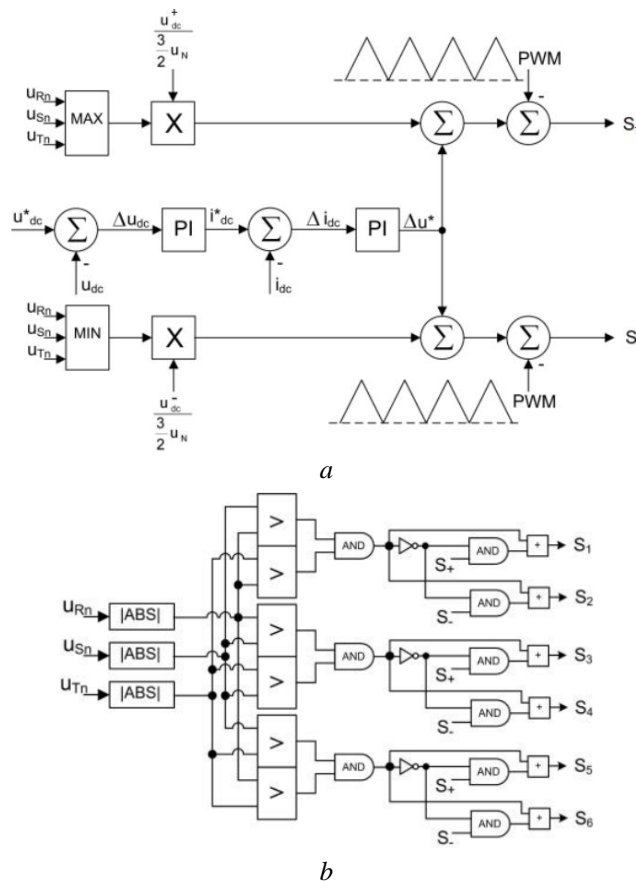 u⁺dc
3/2 uN
PWM
-
uRn
uSn
uTn
MAX
X
Σ
Σ
u*dc
Σ
Δudc
PI
i*dc
Σ
Δ idc
PI
Δu*
-
udc
-
idc
uRn
uSn
uTn
MIN
X
Σ
Σ
S
-
PWM
u⁻dc
3/2 uN
a
>
>
AND
AND
S+
+
S1
AND
S-
+
S2
uRn
|ABS|
uSn
|ABS|
uTn
|ABS|
>
>
AND
AND
S+
+
S3
AND
S-
+
S4
>
>
AND
AND
S+
+
S5
AND
S-
+
S6
b